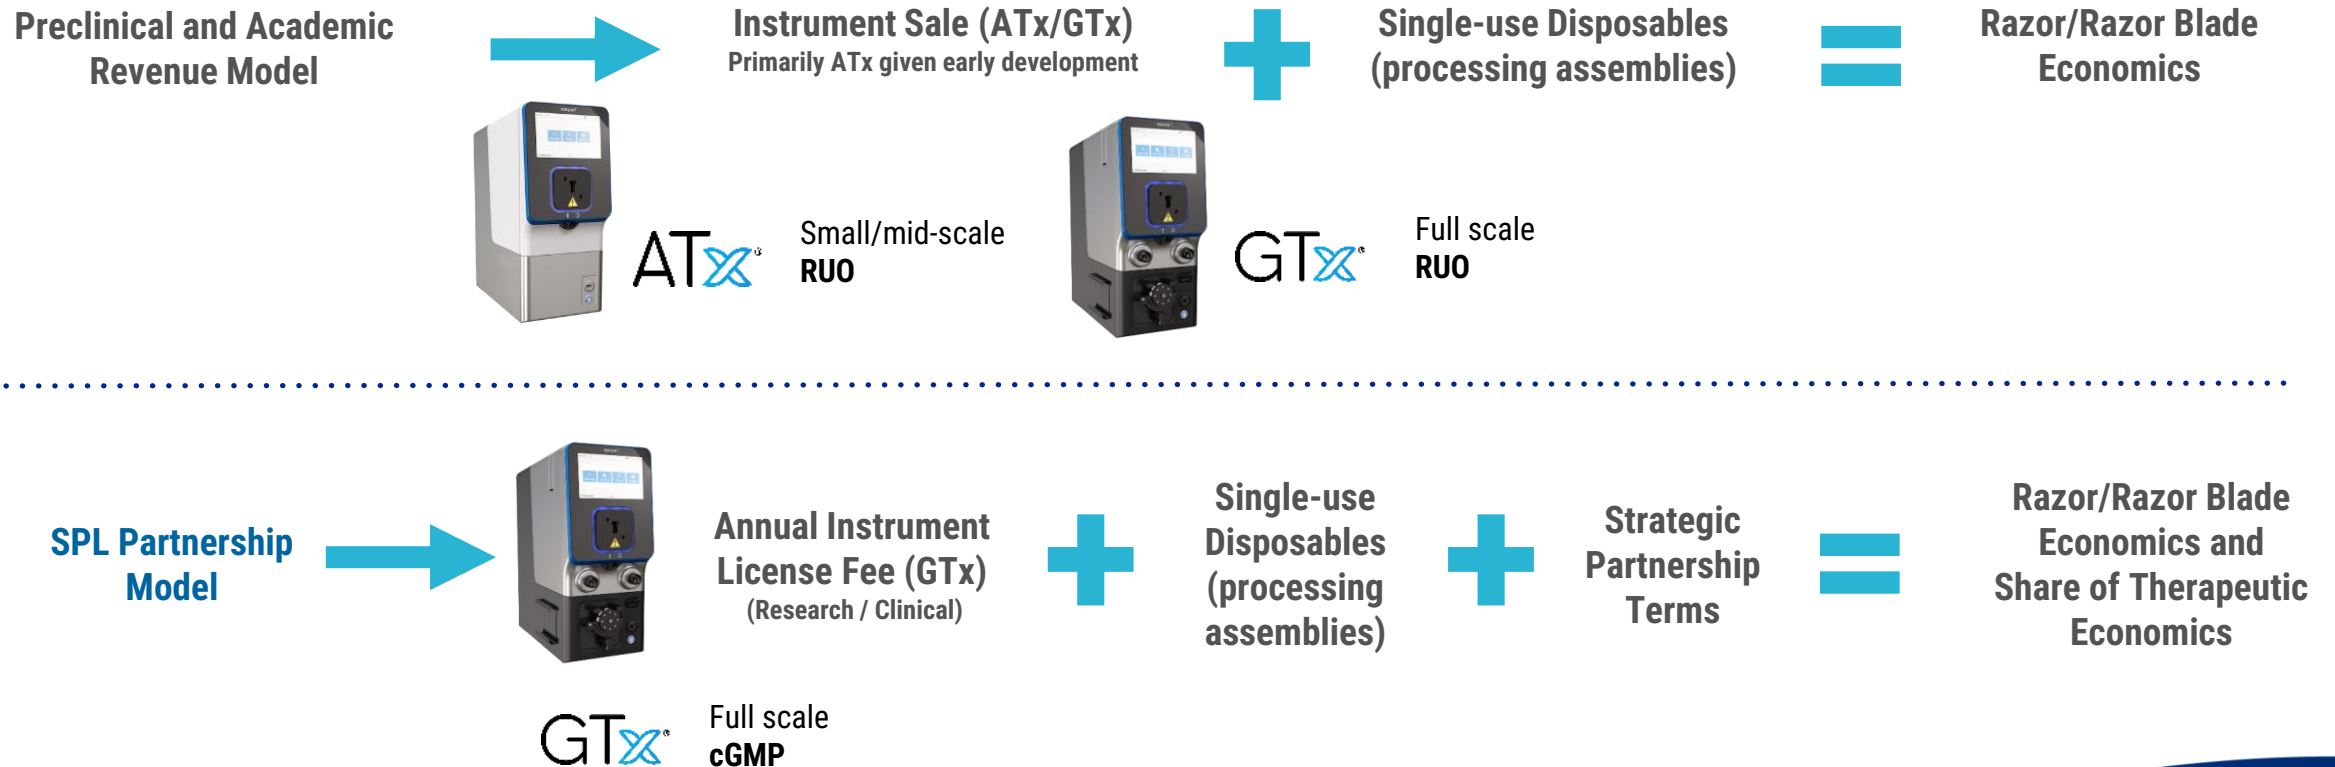 Preclinical and Academic
Revenue Model
Instrument Sale (ATx/GTx)
Primarily ATx given early development
Single-use Disposables
(processing assemblies)
Razor/Razor Blade
Economics
ATx
Small/mid-scale
RUO
GTx
Full scale
RUO
SPL Partnership
Model
Annual Instrument
License Fee (GTx)
(Research / Clinical)
Single-use
Disposables
(processing
assemblies)
Strategic
Partnership
Terms
Razor/Razor Blade
Economics and
Share of Therapeutic
Economics
GTx
Full scale
cGMP